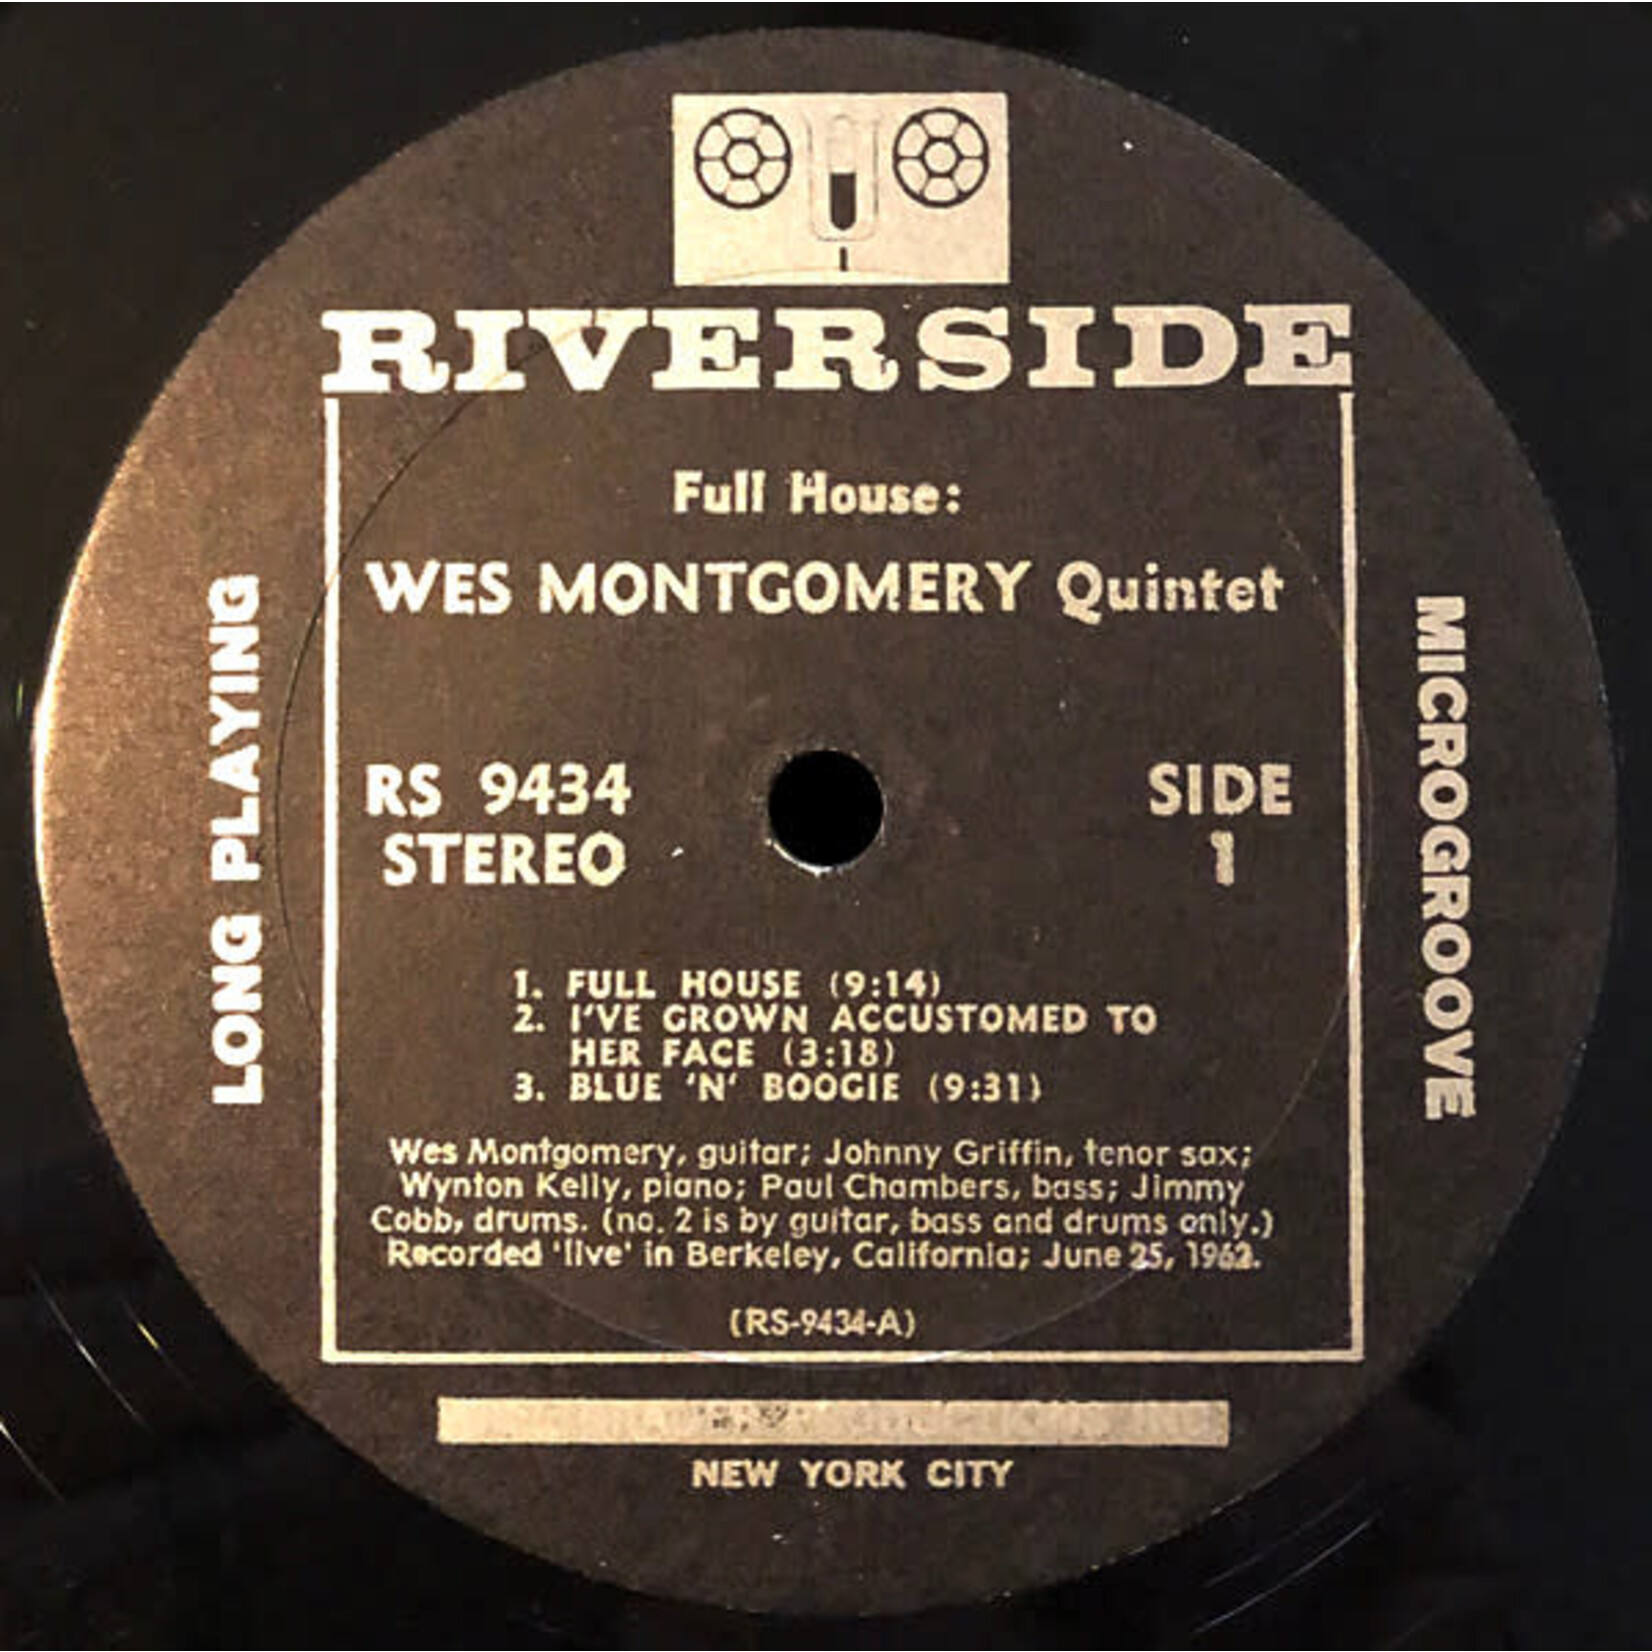 RIVERSIDE
Full House:
WES MONTGOMERY Quintet
LONG PLAYING
MICROGROOVE
RS 9434
STEREO
SIDE
1
1. FULL HOUSE (9:14)
2. I'VE GROWN ACCUSTOMED TO
HER FACE (3:18)
3. BLUE 'N' BOOGIE (9:31)
Wes Montgomery, guitar; Johnny Griffin, tenor sax;
Wynton Kelly, piano; Paul Chambers, bass; Jimmy
Cobb, drums. (no. 2 is by guitar, bass and drums only.)
Recorded 'live' in Berkeley, California; June 25, 1962.
(RS-9434-A)
NEW YORK CITY